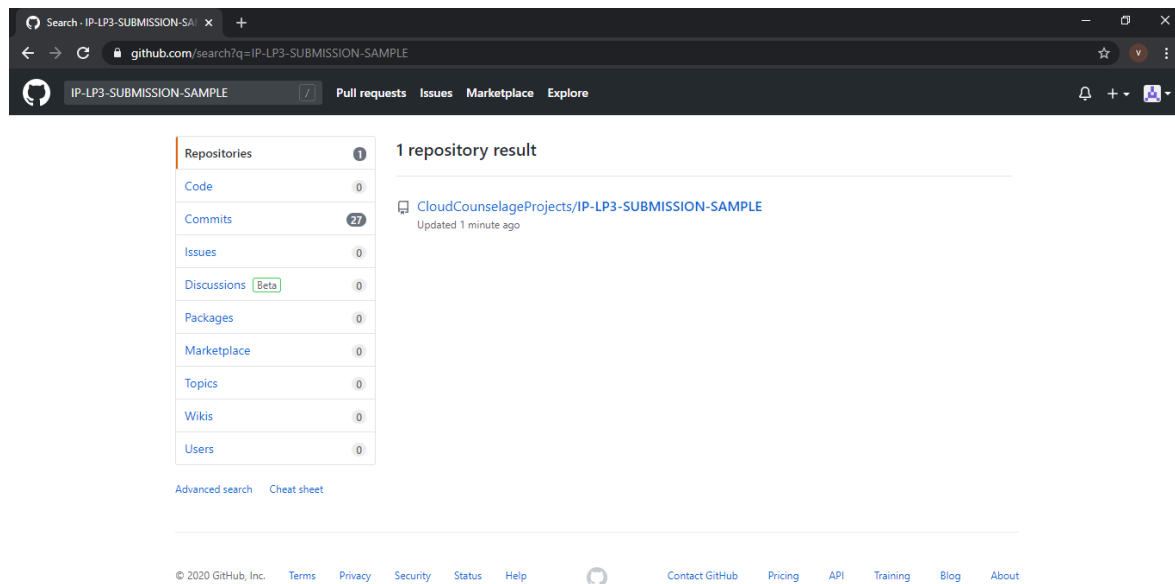 Search · IP-LP3-SUBMISSION-SA
github.com/search?q=IP-LP3-SUBMISSION-SAMPLE
V
IP-LP3-SUBMISSION-SAMPLE / Pull requests Issues Marketplace Explore
Repositories 1
Code 0
Commits 27
Issues 0
Discussions Beta 0
Packages 0
Marketplace 0
Topics 0
Wikis 0
Users 0
Advanced search Cheat sheet
1 repository result
CloudCounselageProjects/IP-LP3-SUBMISSION-SAMPLE
Updated 1 minute ago
© 2020 GitHub, Inc. Terms Privacy Security Status Help Contact GitHub Pricing API Training Blog About